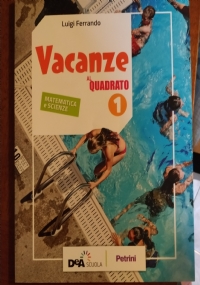 Luigi Ferrando
Vacanze
al QUADRATO
1
MATEMATICA
e SCIENZE
DeA
SCUOLA
Petrini